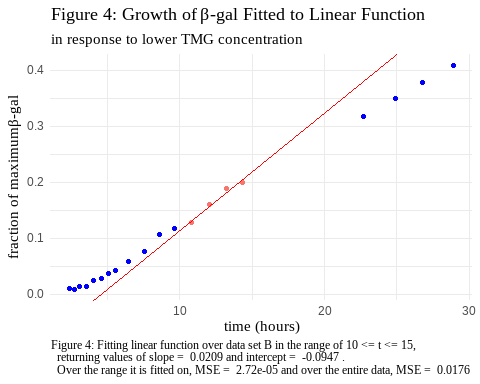 Figure 4: Growth of β-gal Fitted to Linear Function
in response to lower TMG concentration
fraction of maximumβ-gal
0.4
0.3
0.2
0.1
0.0
10
20
30
time (hours)
Figure 4: Fitting linear function over data set B in the range of 10 <= t <= 15,
returning values of slope = 0.0209 and intercept = -0.0947 .
Over the range it is fitted on, MSE = 2.72e-05 and over the entire data, MSE = 0.0176